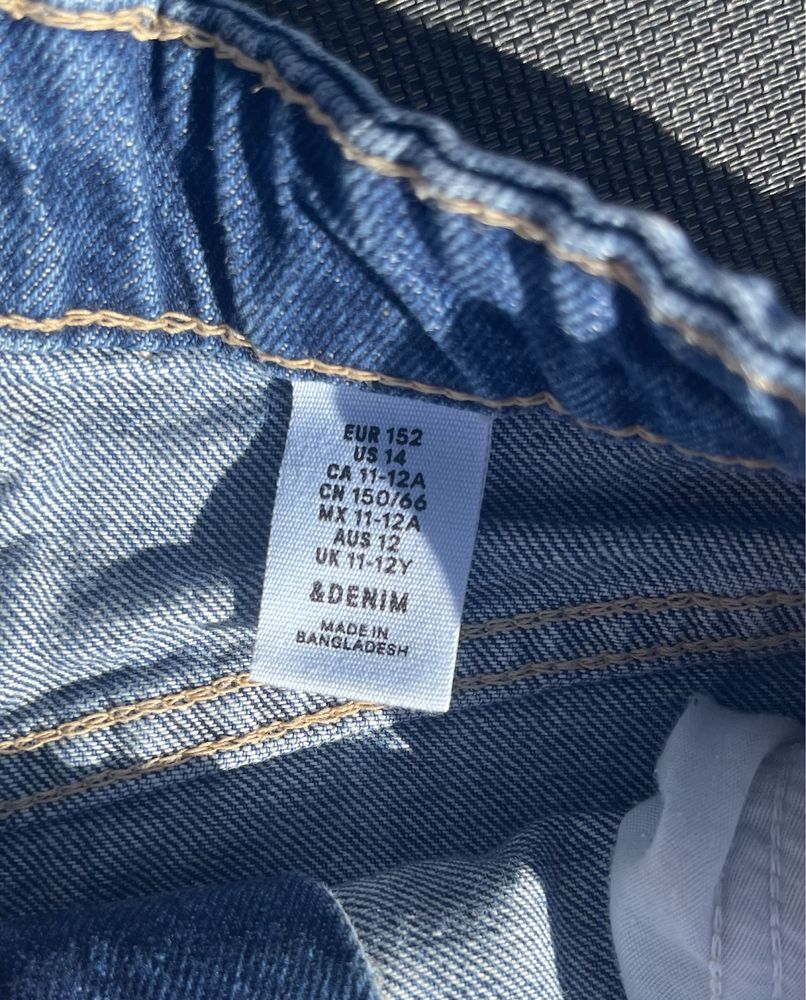 EUR 152
US 14
CA 11-12A
CN 150/66
MX 11-12A
AUS 12
UK 11-12Y
&DENIM
MADE IN
BANGLADESH